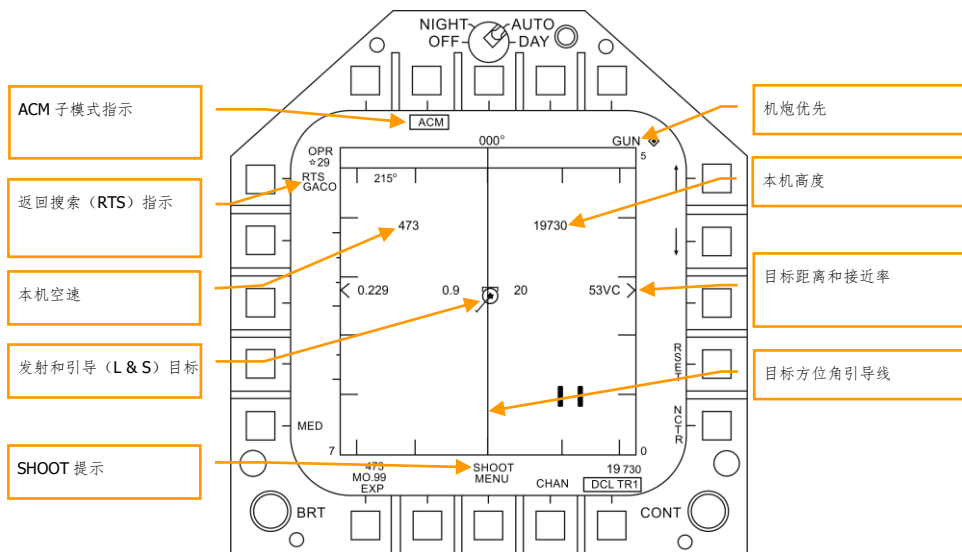 NIGHT AUTO
OFF DAY
ACM 子模式指示
返回搜索（RTS）指示
本机空速
发射和引导（L & S）目标
SHOOT 提示
ACM
000°
GUN
OPR
☆29
RTS
GACO
215°
5
473
19730
0.229
0.9
20
53VC
RSET
NCTR
MED
7
0
473
M0.99
EXP
SHOOT
MENU
CHAN
19 730
DCL TR1
BRT
CONT
机炮优先
本机高度
目标距离和接近率
目标方位角引导线